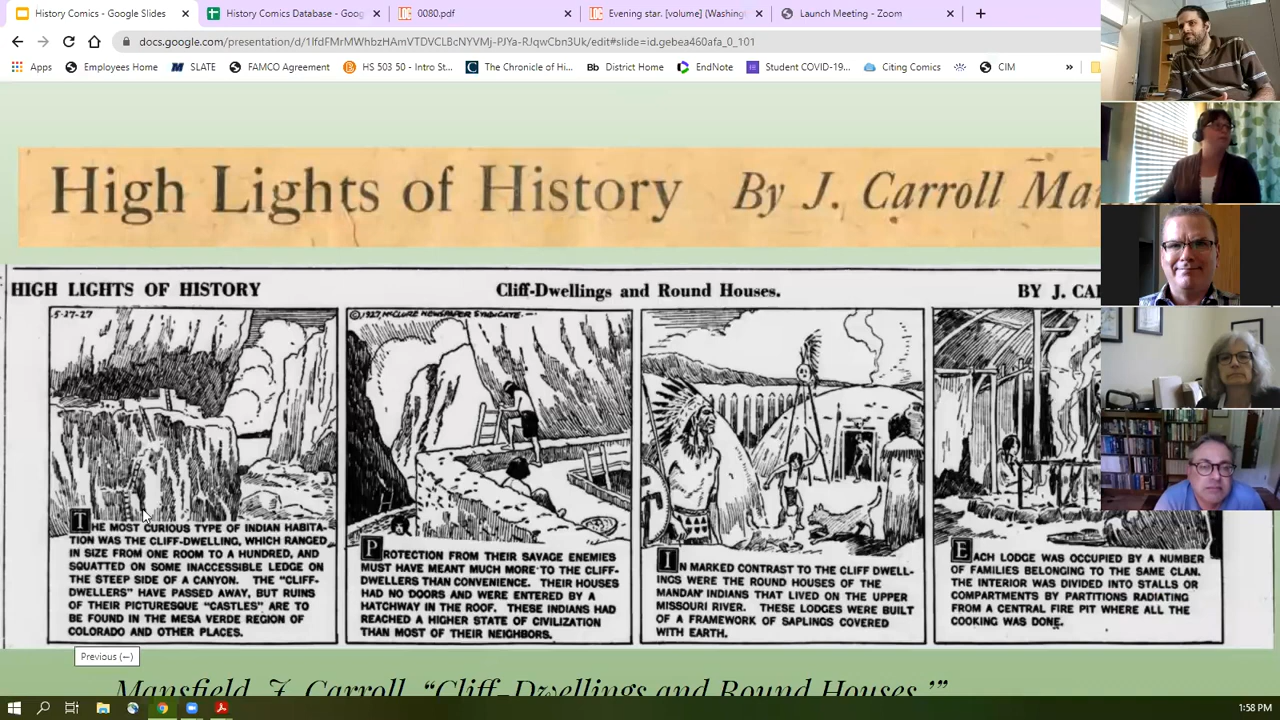 History Comics - Google Slides
History Comics Database - Goog
0080.pdf
Evening star. [volume] (Washing
Launch Meeting - Zoom
docs.google.com/presentation/d/
Apps
Employees Home
SLATE
FAMCO Agreement
HS 503 50 - Intro St...
The Chronicle of Hi...
Bb District Home
EndNote
Student COVID-19...
Citing Comics
CIM
»
High Lights of History By J. Carroll
HIGH LIGHTS OF HISTORY
Cliff-Dwellings and Round Houses.
BY J.
5-27-27
THE MOST CURIOUS TYPE OF INDIAN HABITA-
TION WAS THE CLIFF-DWELLING, WHICH RANGED
IN SIZE FROM ONE ROOM TO A HUNDRED, AND
SQUATTED ON SOME INACCESSIBLE LEDGE ON
THE STEEP SIDE OF A CANYON. THE "CLIFF-
DWELLERS" HAVE PASSED AWAY, BUT RUINS
OF THEIR PICTURESQUE "CASTLES" ARE TO
BE FOUND IN THE MESA VERDE REGION OF
COLORADO AND OTHER PLACES.
©1927, McCLURE NEWSPAPER SYNDICATE
PROTECTION FROM THEIR SAVAGE ENEMIES
MUST HAVE MEANT MUCH MORE TO THE CLIFF-
DWELLERS THAN CONVENIENCE. THEIR HOUSES
HAD NO DOORS AND WERE ENTERED BY A
HATCHWAY IN THE ROOF. THESE INDIANS HAD
REACHED A HIGHER STATE OF CIVILIZATION
THAN MOST OF THEIR NEIGHBORS.
IN MARKED CONTRAST TO THE CLIFF DWELL-
INGS WERE THE ROUND HOUSES OF THE
MANDAN INDIANS THAT LIVED ON THE UPPER
MISSOURI RIVER. THESE LODGES WERE BUILT
OF A FRAMEWORK OF SAPLINGS COVERED
WITH EARTH.
EACH LODGE WAS OCCUPIED BY A NUMBER
OF FAMILIES BELONGING TO THE SAME CLAN.
THE INTERIOR WAS DIVIDED INTO STALLS OR
COMPARTMENTS BY PARTITIONS RADIATING
FROM A CENTRAL FIRE PIT WHERE ALL THE
COOKING WAS DONE.
Previous (←)
Mansfield, J. Carroll. "Cliff-Dwellings and Round Houses.'"
1:58 PM